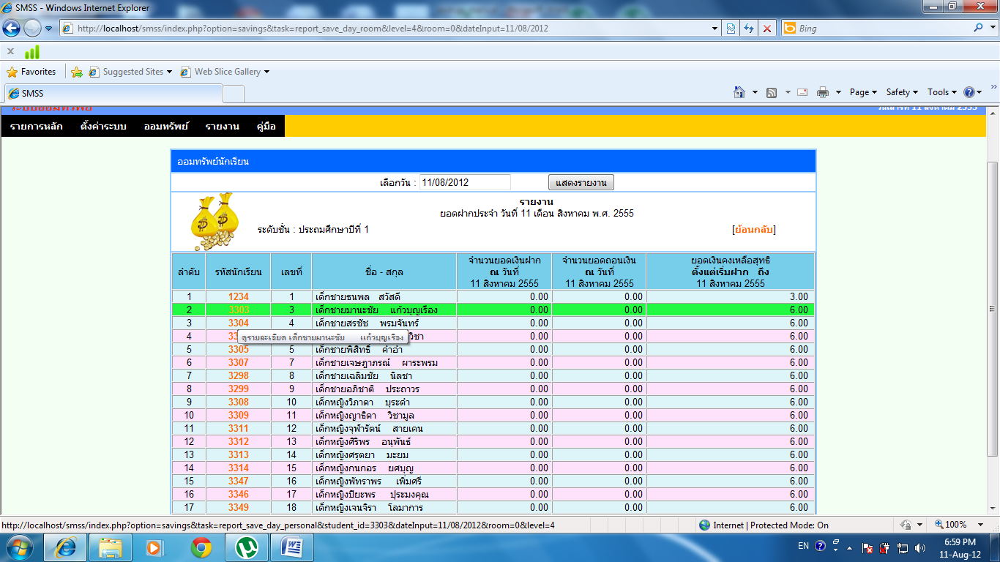 SMSS - Windows Internet Explorer
http://localhost/smss/index.php?option=savings&task=report_save_day_room&level=4&room=0&dateInput=11/08/2012
Bing
Favorites Suggested Sites Web Slice Gallery
SMSS
Page Safety Tools
ระบบออมทรัพย์ วันเสาร์ที่ 11 สิงหาคม 2555
รายการหลัก ตั้งค่าระบบ ออมทรัพย์ รายงาน คู่มือ
ออมทรัพย์นักเรียน
เลือกวัน : 11/08/2012 แสดงรายงาน
รายงาน
ยอดฝากประจำ วันที่ 11 เดือน สิงหาคม พ.ศ. 2555
ระดับชั้น : ประถมศึกษาปีที่ 1 [ย้อนกลับ]
ลำดับ รหัสนักเรียน เลขที่ ชื่อ - สกุล จำนวนยอดเงินฝาก ณ วันที่ 11 สิงหาคม 2555 จำนวนยอดถอนเงิน ณ วันที่ 11 สิงหาคม 2555 ยอดเงินคงเหลือสุทธิ ตั้งแต่เริ่มฝาก ถึง 11 สิงหาคม 2555
1 1234 1 เด็กชายธนพล สวัสดี 0.00 0.00 3.00
2 3303 3 เด็กชายมานะชัย แก้วบุญเรือง 0.00 0.00 6.00
3 3304 4 เด็กชายสรชัช พรมจันทร์ 0.00 0.00 6.00
4 วิชา 0.00 0.00 6.00
ดูรายละเอียด เด็กชายมานะชัย แก้วบุญเรือง
5 3305 5 เด็กชายพิสิทธิ์ คำอำ 0.00 0.00 6.00
6 3307 7 เด็กชายเจษฎาภรณ์ ผาระพรม 0.00 0.00 6.00
7 3298 8 เด็กชายเฉลิมชัย นิลชา 0.00 0.00 6.00
8 3299 9 เด็กชายอภิชาติ ประถาวร 0.00 0.00 6.00
9 3308 10 เด็กหญิงวิภาดา บุระดำ 0.00 0.00 6.00
10 3309 11 เด็กหญิงญาธิดา วิชามูล 0.00 0.00 6.00
11 3311 12 เด็กหญิงจุฬารัตน์ สายเคน 0.00 0.00 6.00
12 3312 13 เด็กหญิงศิริพร อนุพันธ์ 0.00 0.00 6.00
13 3313 14 เด็กหญิงศรุตยา มะยม 0.00 0.00 6.00
14 3314 15 เด็กหญิงกนกอร ยศบุญ 0.00 0.00 6.00
15 3347 16 เด็กหญิงพัทราพร เพิ่มศรี 0.00 0.00 6.00
16 3346 17 เด็กหญิงปิยะพร ประมงคุณ 0.00 0.00 6.00
17 3349 18 เด็กหญิงเจนจิรา โลมาการ 0.00 0.00 6.00
http://localhost/smss/index.php?option=savings&task=report_save_day_personal&student_id=3303&dateInput=11/08/2012&room=0&level=4 Internet | Protected Mode: On 100%
EN 6:59 PM
11-Aug-12